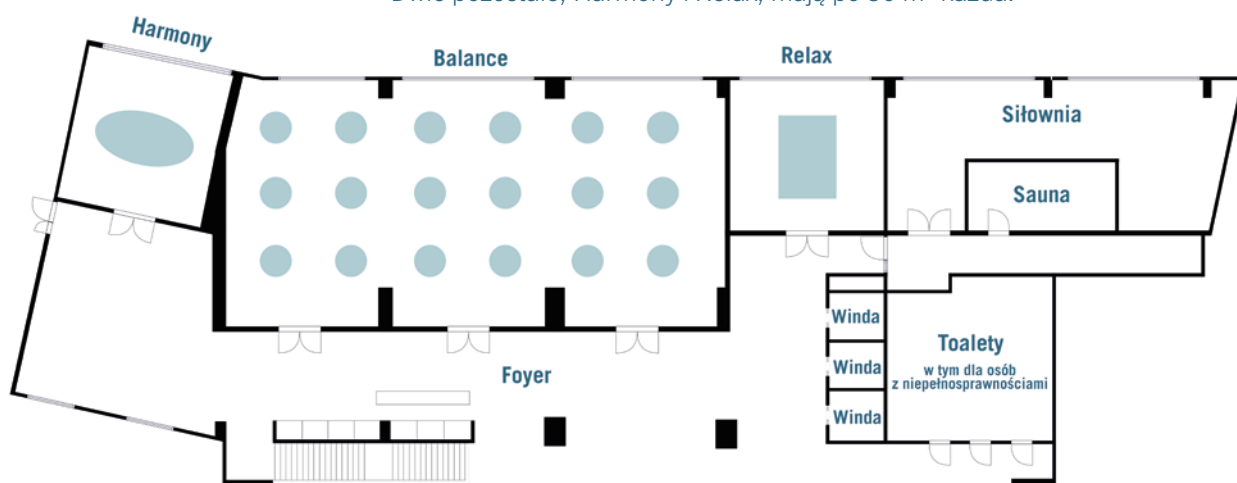 Harmony
Balance
Relax
Siłownia
Sauna
Winda
Winda
Winda
Toalety
w tym dla osób
z niepełnosprawnościami
Foyer